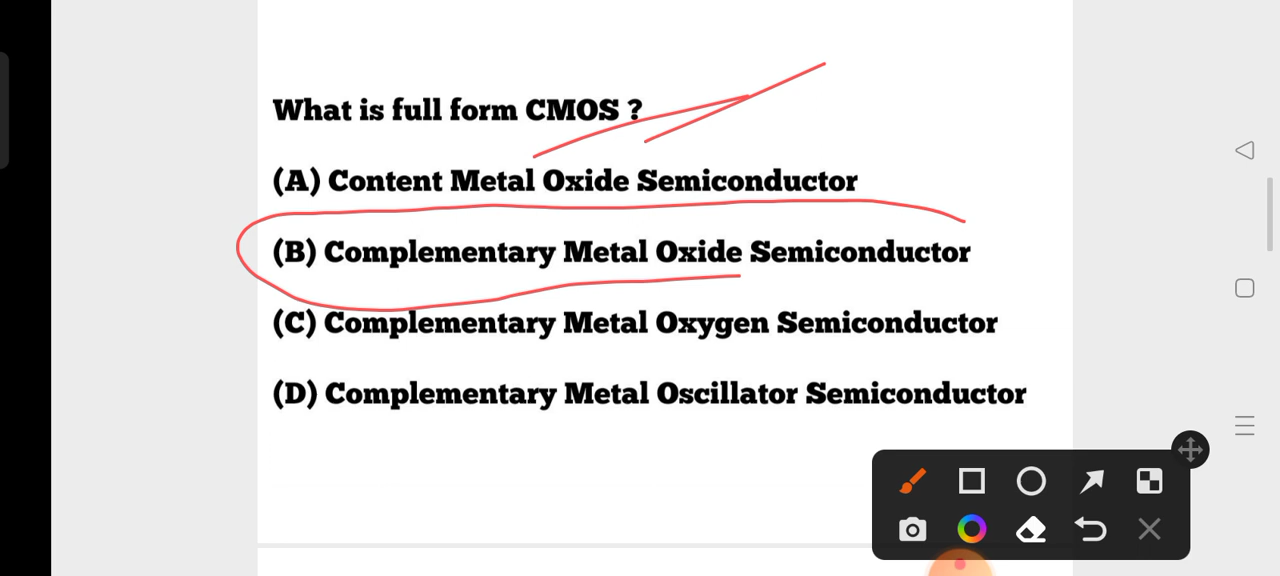 What is full form CMOS ?
(A) Content Metal Oxide Semiconductor
(B) Complementary Metal Oxide Semiconductor
(C) Complementary Metal Oxygen Semiconductor
(D) Complementary Metal Oscillator Semiconductor